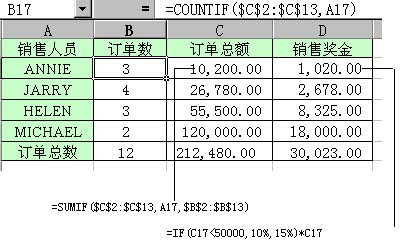 B17 = =COUNTIF($C$2:$C$13,A17)
A B C D
销售人员 订单数 订单总额 销售奖金
ANNIE 3 10,200.00 1,020.00
JARRY 4 26,780.00 2,678.00
HELEN 3 55,500.00 8,325.00
MICHAEL 2 120,000.00 18,000.00
订单总数 12 212,480.00 30,023.00
=SUMIF($C$2:$C$13,A17,$B$2:$B$13)
=IF(C17<50000,10%,15%)*C17